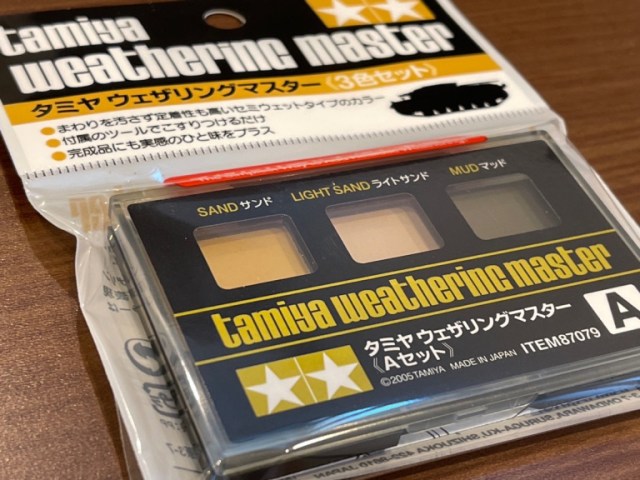 tamiya
weathering master
タミヤ ウェザリングマスター《3色セット》
●まわりを汚さず定着性も高いセミウェットタイプのカラー
●付属のツールでこすりつけるだけ
●完成品にも実感のひと味をプラス
SAND サンド
LIGHT SAND ライトサンド
MUD マッド
tamiya weathering master
タミヤ ウェザリングマスター
《Aセット》
A
©2005 TAMIYA MADE IN JAPAN ITEM87079